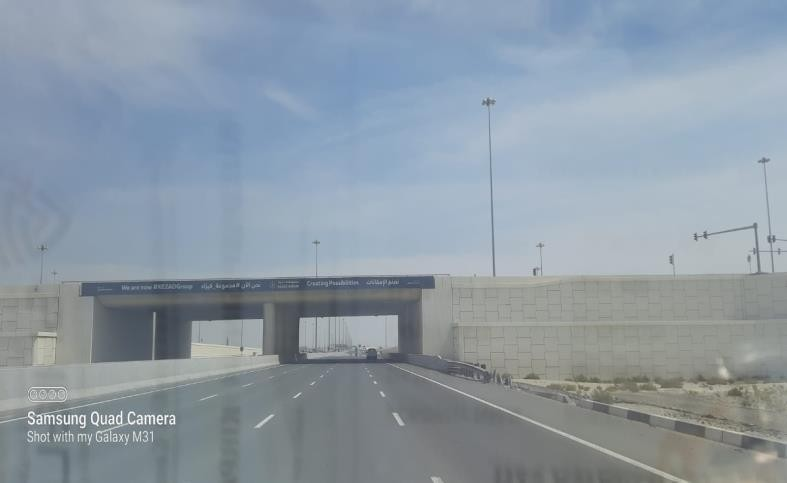 We are now #KEZADGroup نحن الآن #مجموعة_كيزاد Creating Possibilities نصنع الإمكانات
Samsung Quad Camera
Shot with my Galaxy M31